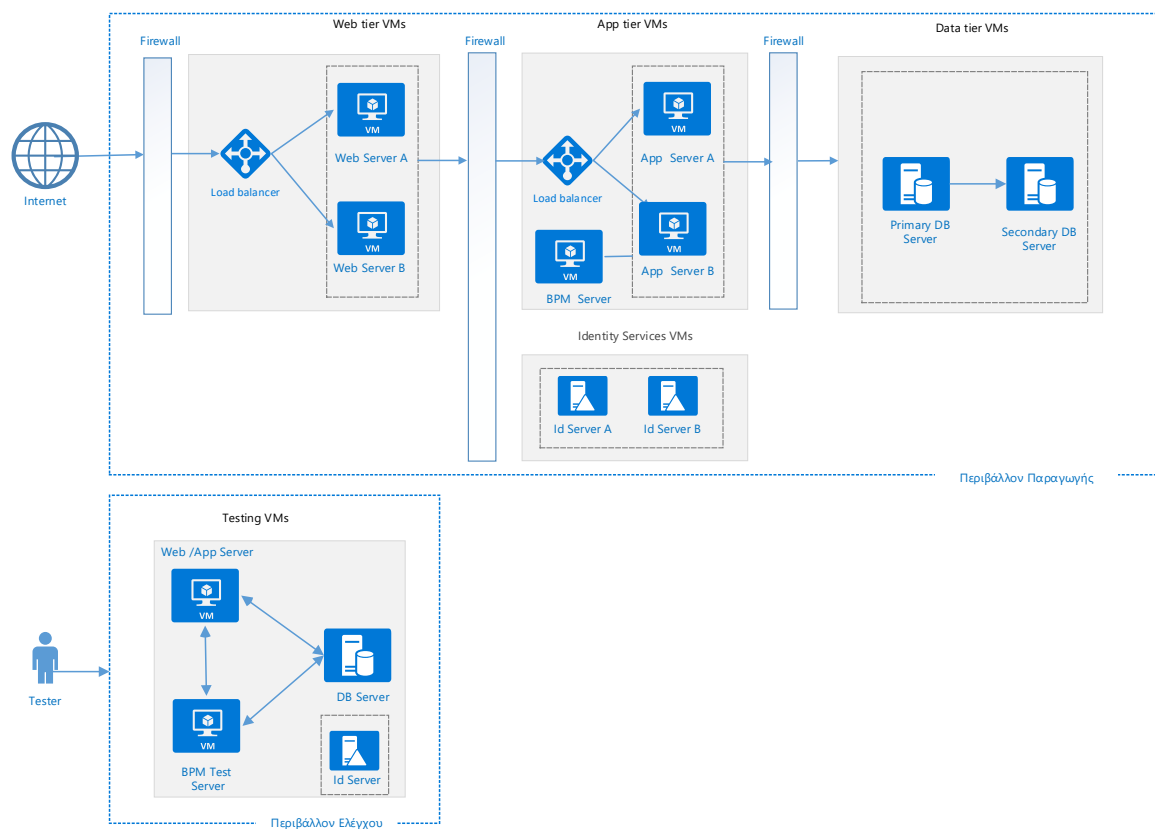 Web tier VMs
App tier VMs
Data tier VMs
Firewall
Firewall
Firewall
Internet
Load balancer
VM
Web Server A
VM
Web Server B
Load balancer
VM
App Server A
VM
App Server B
VM
BPM Server
Primary DB
Server
Secondary DB
Server
Identity Services VMs
Id Server A
Id Server B
Περιβάλλον Παραγωγής
Testing VMs
Web /App Server
VM
DB Server
VM
BPM Test
Server
Id Server
Tester
Περιβάλλον Ελέγχου